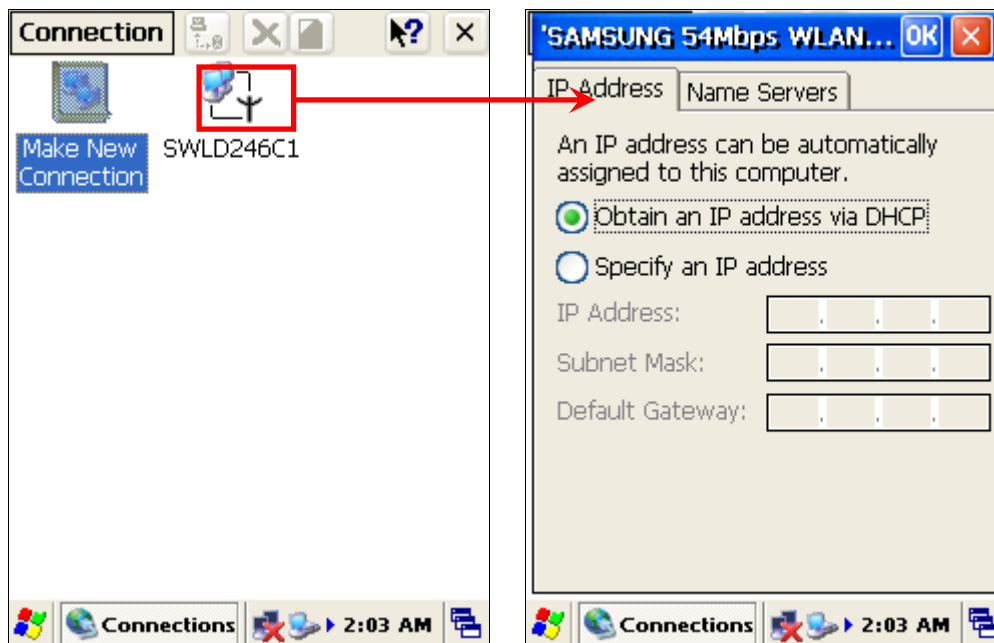 Connection
Make New
Connection
SWLD246C1
Connections
2:03 AM
'SAMSUNG 54Mbps WLAN... OK
IP Address
Name Servers
An IP address can be automatically
assigned to this computer.
Obtain an IP address via DHCP
Specify an IP address
IP Address:
Subnet Mask:
Default Gateway:
Connections
2:03 AM